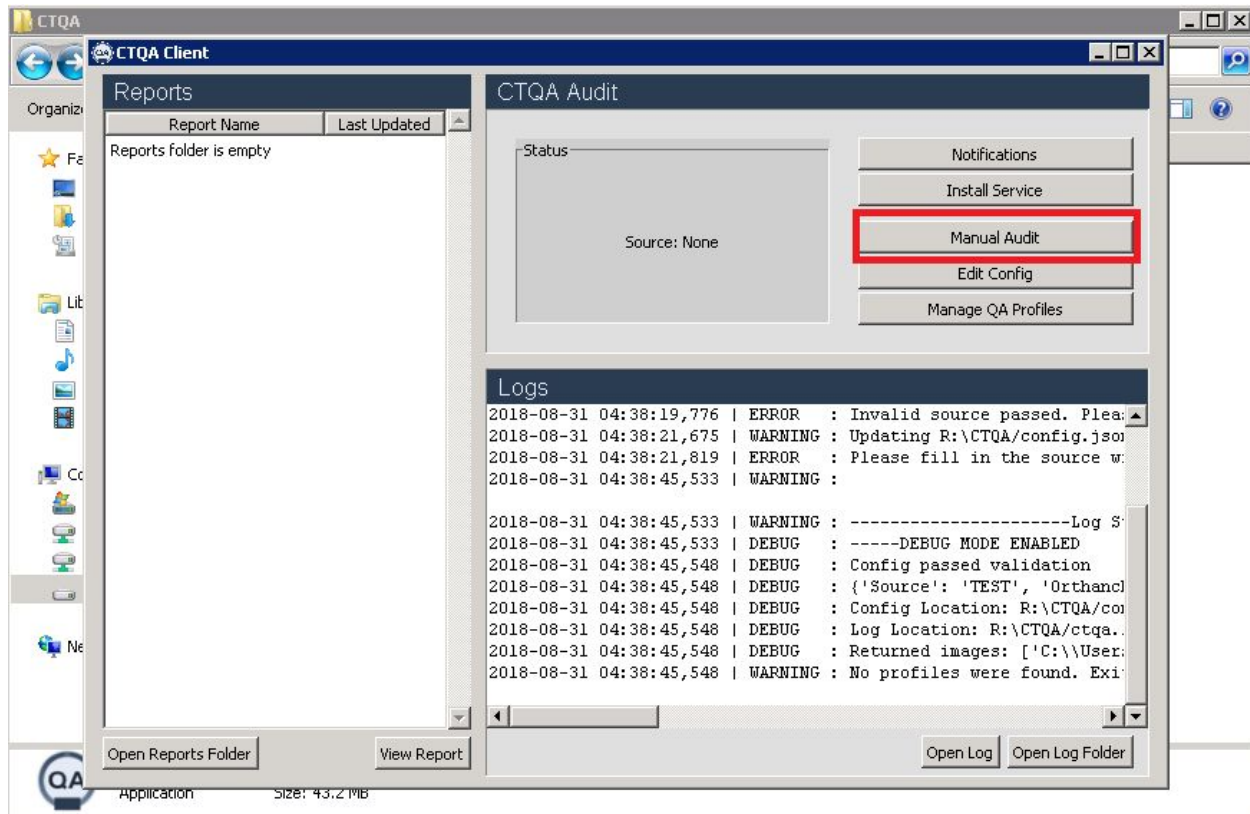 CTQA
CTQA Client
Organiz
Reports
Report Name Last Updated
Reports folder is empty
CTQA Audit
Status
Source: None
Notifications
Install Service
Manual Audit
Edit Config
Manage QA Profiles
Fa
Lib
Co
Ne
Logs
2018-08-31 04:38:19,776 | ERROR : Invalid source passed. Pleas
2018-08-31 04:38:21,675 | WARNING : Updating R:\CTQA/config.json
2018-08-31 04:38:21,819 | ERROR : Please fill in the source w
2018-08-31 04:38:45,533 | WARNING :
2018-08-31 04:38:45,533 | WARNING : ----------------------Log S
2018-08-31 04:38:45,533 | DEBUG : -----DEBUG MODE ENABLED
2018-08-31 04:38:45,548 | DEBUG : Config passed validation
2018-08-31 04:38:45,548 | DEBUG : {'Source': 'TEST', 'Orthancl
2018-08-31 04:38:45,548 | DEBUG : Config Location: R:\CTQA/con
2018-08-31 04:38:45,548 | DEBUG : Log Location: R:\CTQA/ctqa.
2018-08-31 04:38:45,548 | DEBUG : Returned images: ['C:\\User
2018-08-31 04:38:45,548 | WARNING : No profiles were found. Exi
Open Reports Folder View Report
Open Log Open Log Folder
QA
Application Size: 43.2 MB